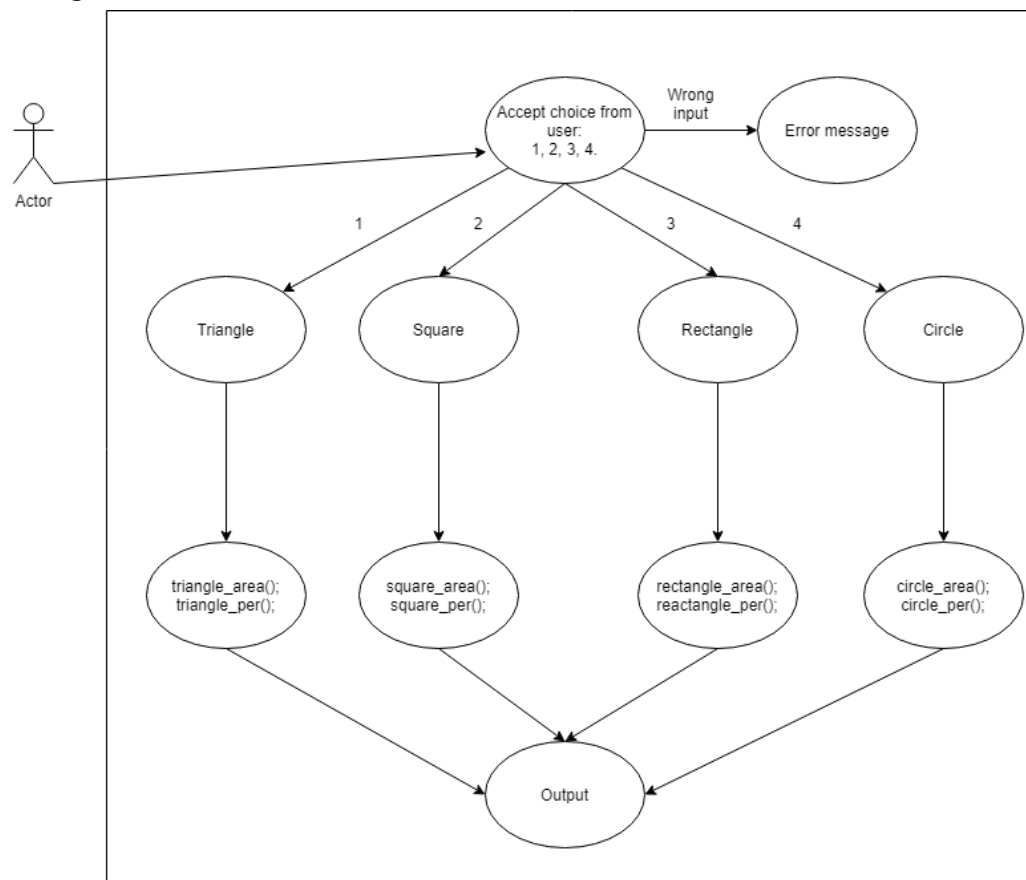 Actor
Accept choice from
user:
1, 2, 3, 4.
Wrong
input
Error message
1
2
3
4
Triangle
Square
Rectangle
Circle
triangle_area();
triangle_per();
square_area();
square_per();
rectangle_area();
reactangle_per();
circle_area();
circle_per();
Output